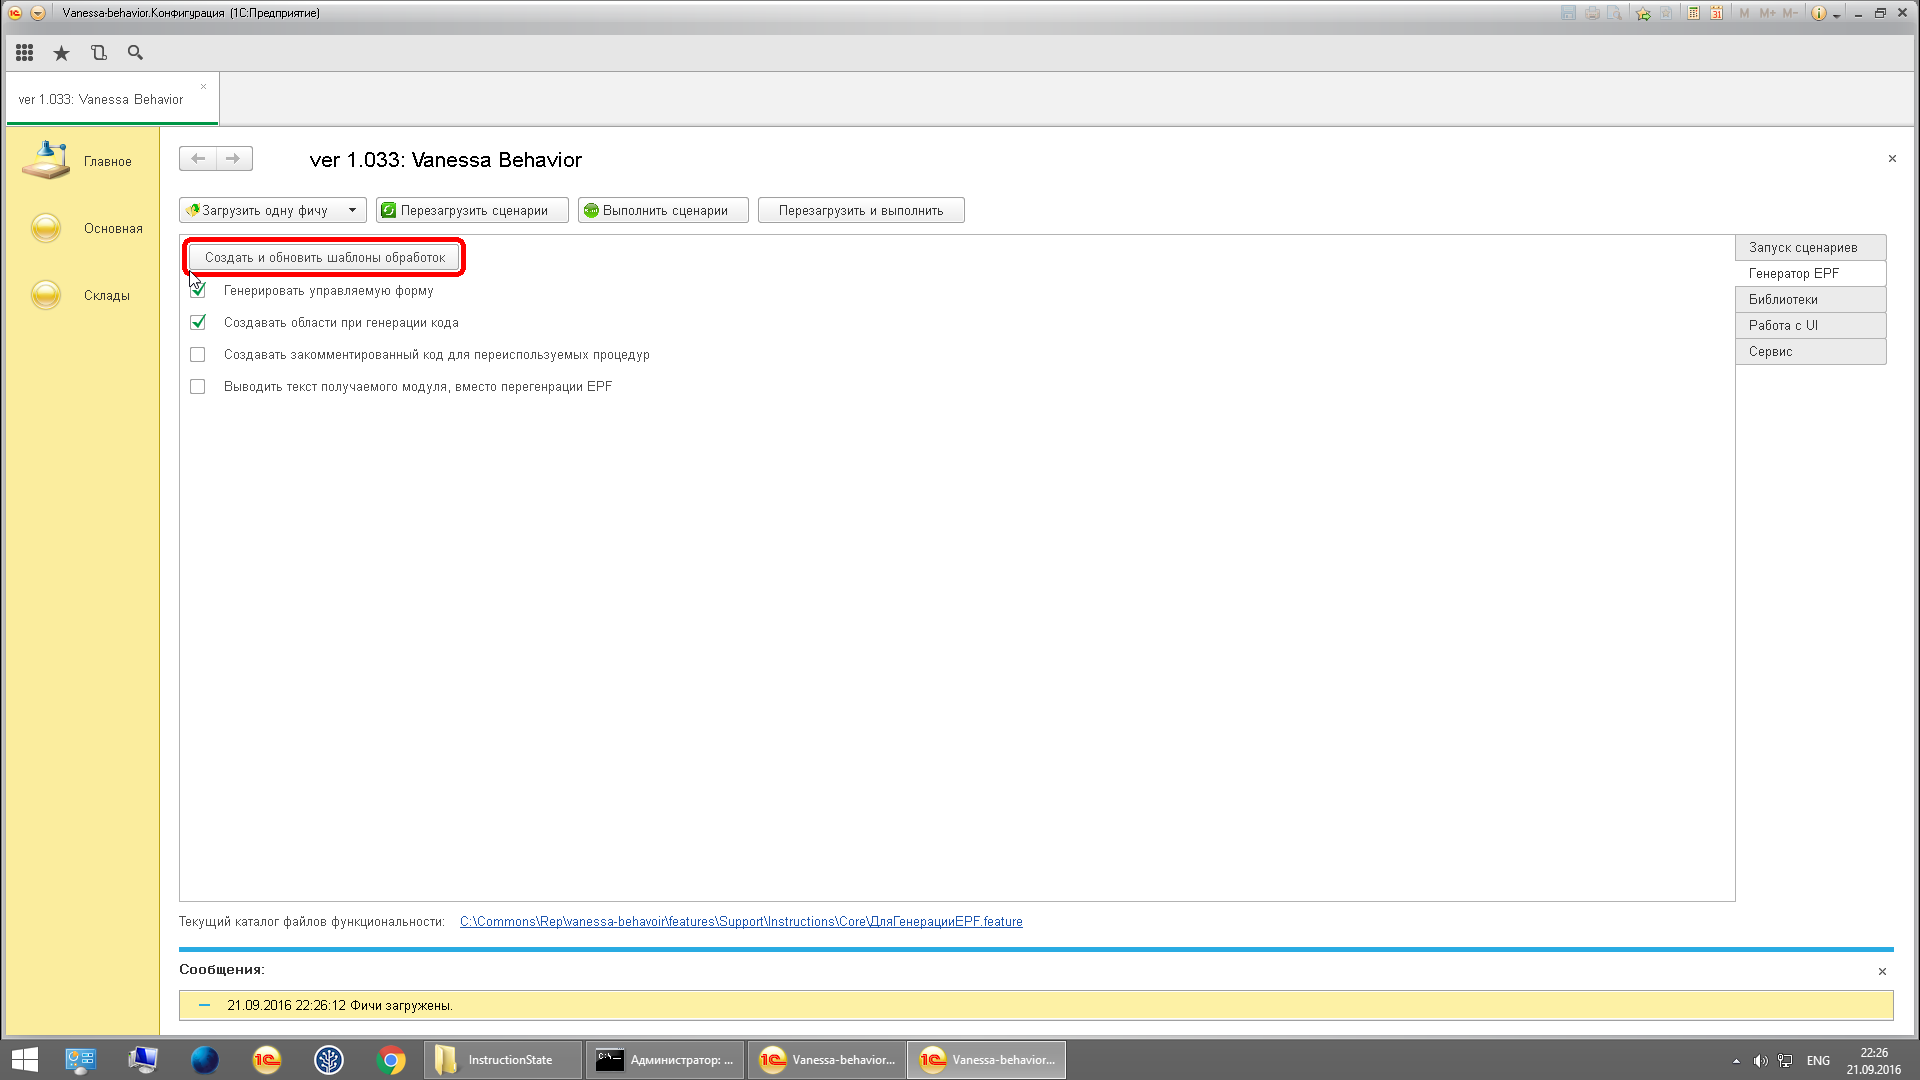 Vanessa-behavior.Конфигурация (1С:Предприятие)
M M+ M-
ver 1.033: Vanessa Behavior
Главное
Основная
Склады
ver 1.033: Vanessa Behavior
Загрузить одну фичу
Перезагрузить сценарии
Выполнить сценарии
Перезагрузить и выполнить
Создать и обновить шаблоны обработок
Генерировать управляемую форму
Создавать области при генерации кода
Создавать закомментированный код для переиспользуемых процедур
Выводить текст получаемого модуля, вместо перегенрации EPF
Запуск сценариев
Генератор EPF
Библиотеки
Работа с UI
Сервис
Текущий каталог файлов функциональности: C:\Commons\Rep\vanessa-behavoir\features\Support\Instructions\Core\ДляГенерацииEPF.feature
Сообщения:
21.09.2016 22:26:12 Фичи загружены.
InstructionState
Администратор: ...
Vanessa-behavior...
Vanessa-behavior...
ENG
22:26
21.09.2016